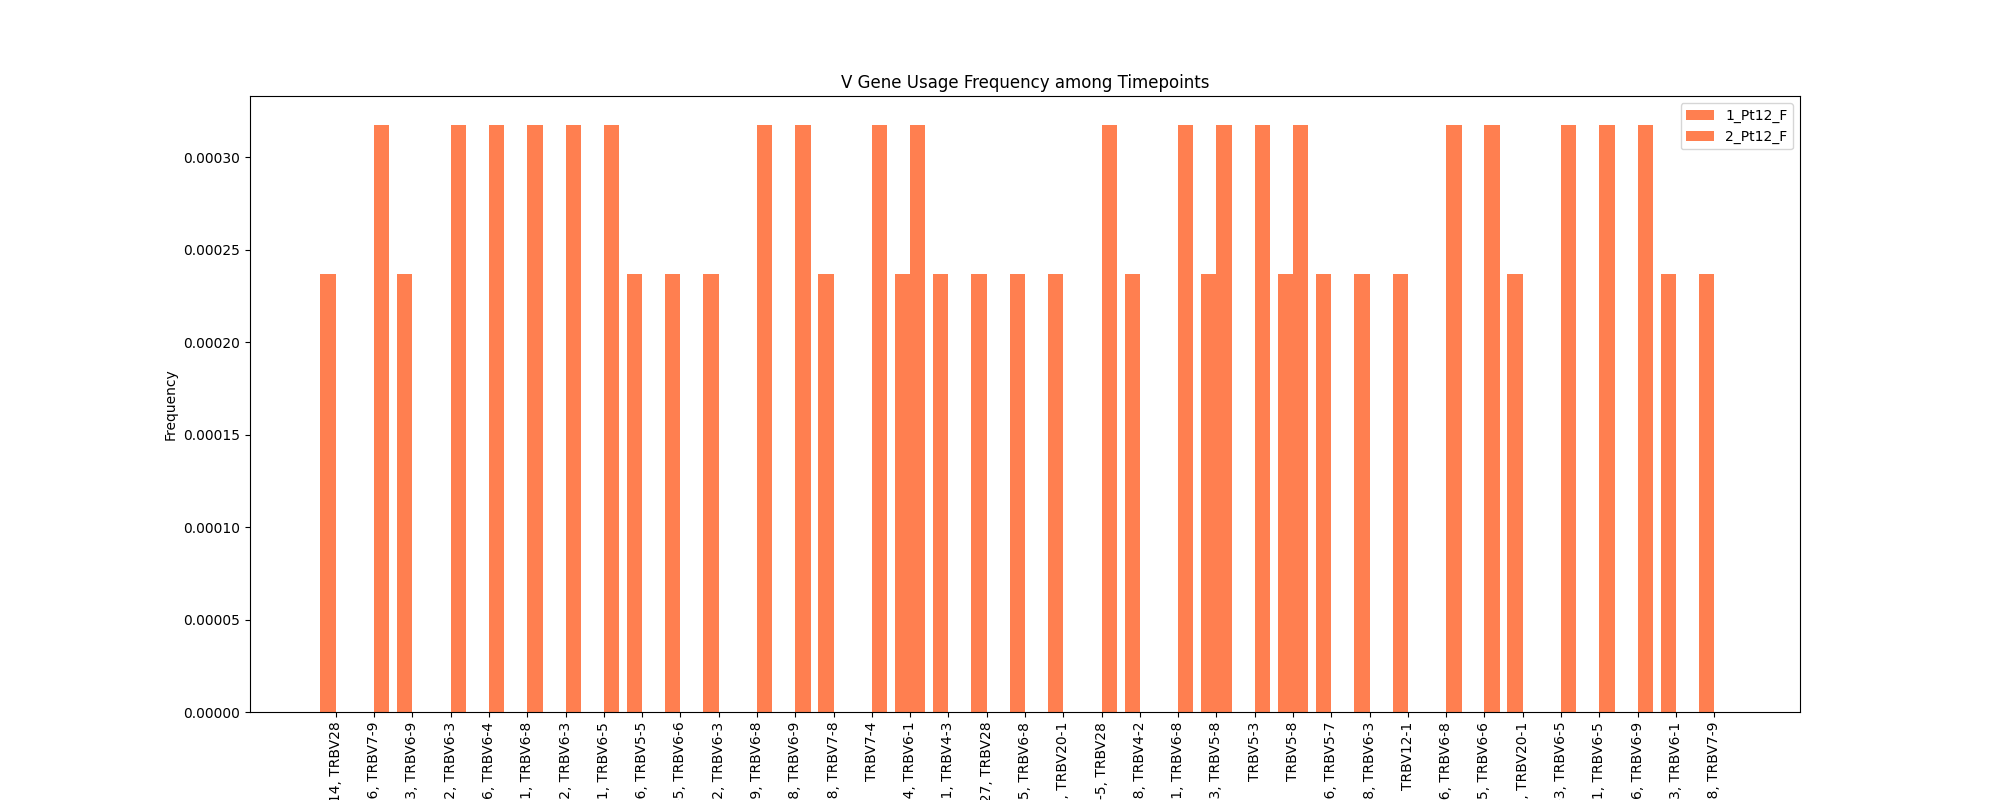 V Gene Usage Frequency among Timepoints
1_Pt12_F
2_Pt12_F
0.00030
0.00025
0.00020
0.00015
0.00010
0.00005
0.00000
Frequency
14, TRBV28
6, TRBV7-9
3, TRBV6-9
2, TRBV6-3
6, TRBV6-4
1, TRBV6-8
2, TRBV6-3
1, TRBV6-5
6, TRBV5-5
5, TRBV6-6
2, TRBV6-3
9, TRBV6-8
8, TRBV6-9
8, TRBV7-8
TRBV7-4
4, TRBV6-1
1, TRBV4-3
27, TRBV28
5, TRBV6-8
, TRBV20-1
-5, TRBV28
8, TRBV4-2
1, TRBV6-8
3, TRBV5-8
TRBV5-3
TRBV5-8
6, TRBV5-7
8, TRBV6-3
TRBV12-1
6, TRBV6-8
5, TRBV6-6
, TRBV20-1
3, TRBV6-5
1, TRBV6-5
6, TRBV6-9
3, TRBV6-1
8, TRBV7-9